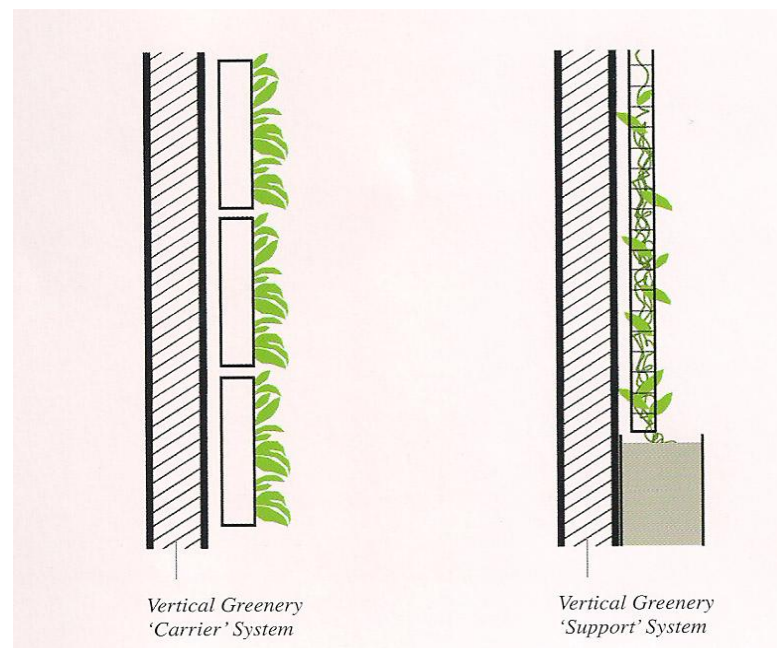 Vertical Greenery
‘Carrier’ System
Vertical Greenery
‘Support’ System